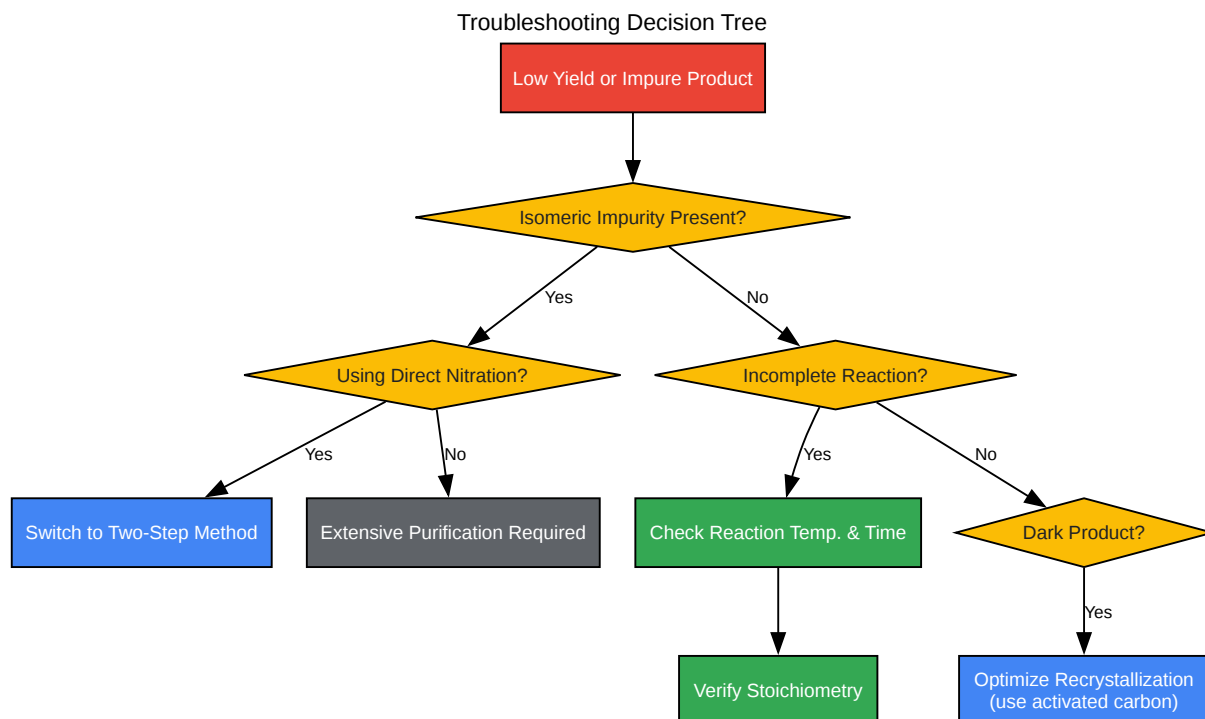 Troubleshooting Decision Tree
Low Yield or Impure Product
Isomeric Impurity Present?
Yes
No
Using Direct Nitration?
Incomplete Reaction?
Yes
No
Yes
No
Switch to Two-Step Method
Extensive Purification Required
Check Reaction Temp. & Time
Dark Product?
Yes
Verify Stoichiometry
Optimize Recrystallization
(use activated carbon)